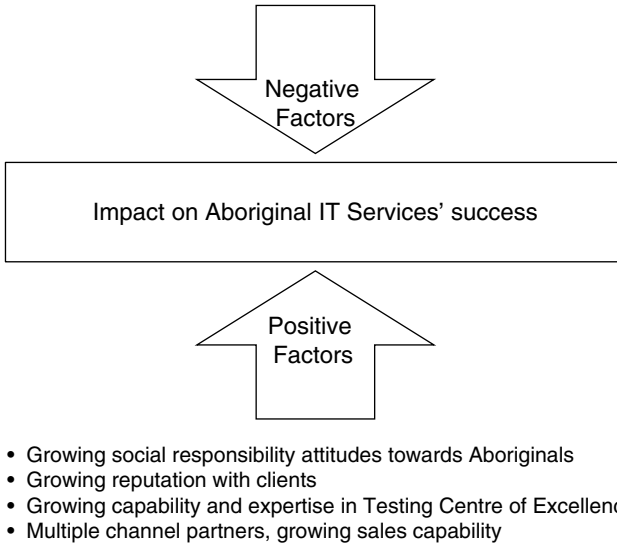 Negative
Factors
Impact on Aboriginal IT Services’ success
Positive
Factors
• Growing social responsibility attitudes towards Aboriginals
• Growing reputation with clients
• Growing capability and expertise in Testing Centre of
• Multiple channel partners, growing sales capability